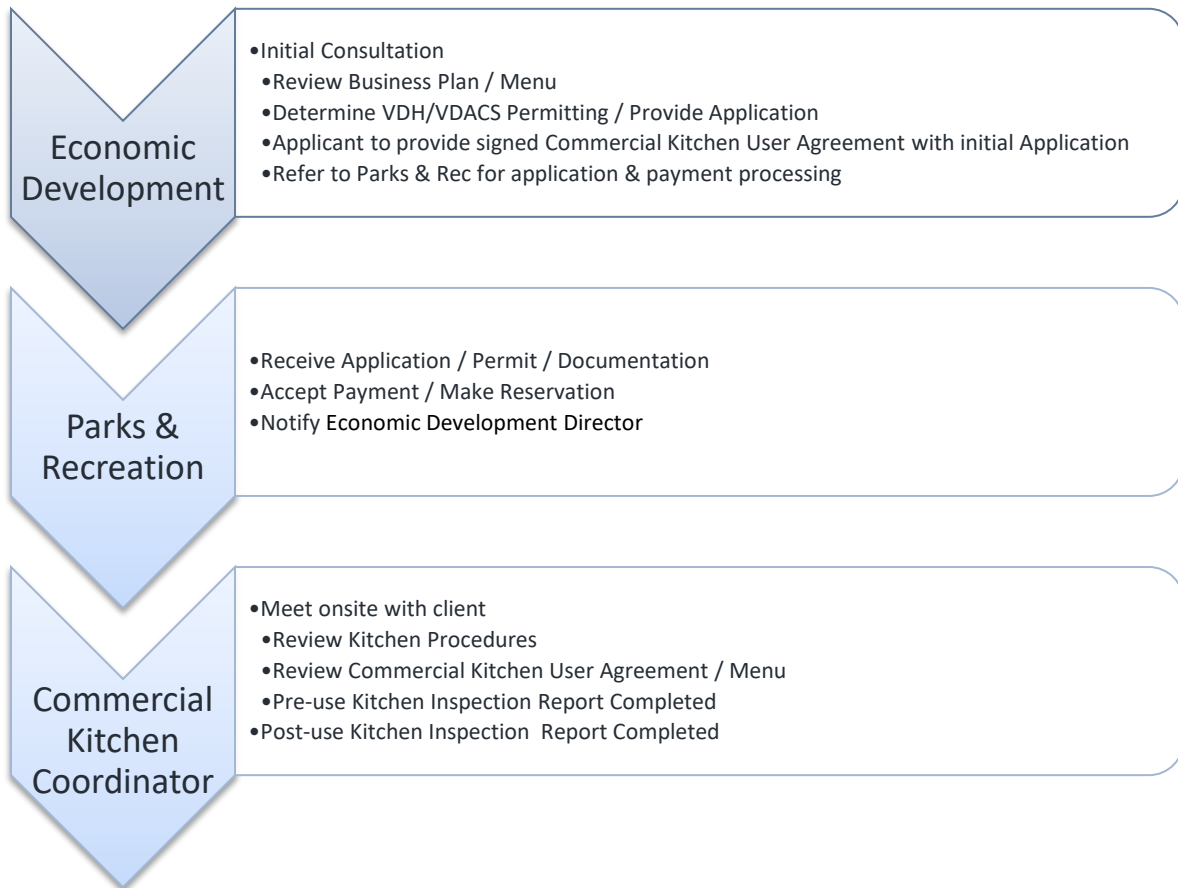 Economic
Development
•Initial Consultation
•Review Business Plan / Menu
•Determine VDH/VDACS Permitting / Provide Application
•Applicant to provide signed Commercial Kitchen User Agreement with initial Application
•Refer to Parks & Rec for application & payment processing
Parks &
Recreation
•Receive Application / Permit / Documentation
•Accept Payment / Make Reservation
•Notify Economic Development Director
Commercial
Kitchen
Coordinator
•Meet onsite with client
•Review Kitchen Procedures
•Review Commercial Kitchen User Agreement / Menu
•Pre-use Kitchen Inspection Report Completed
•Post-use Kitchen Inspection  Report Completed